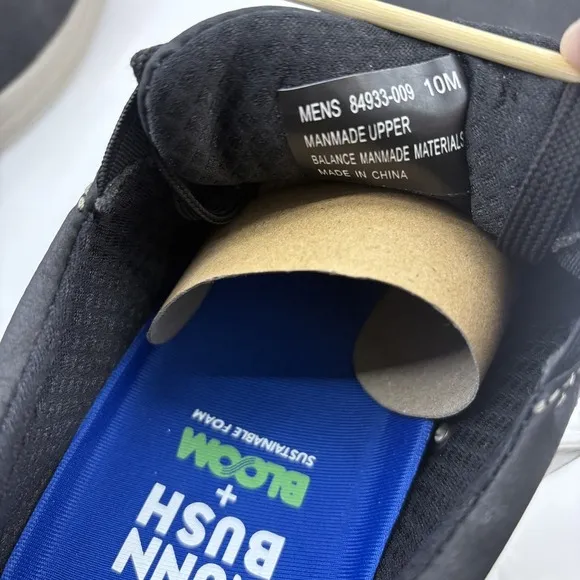 MENS 84933-009 10M
MANMADE UPPER
BALANCE MANMADE MATERIALS
MADE IN CHINA
BUSH
+
BLOOM
SUSTAINABLE FOAM